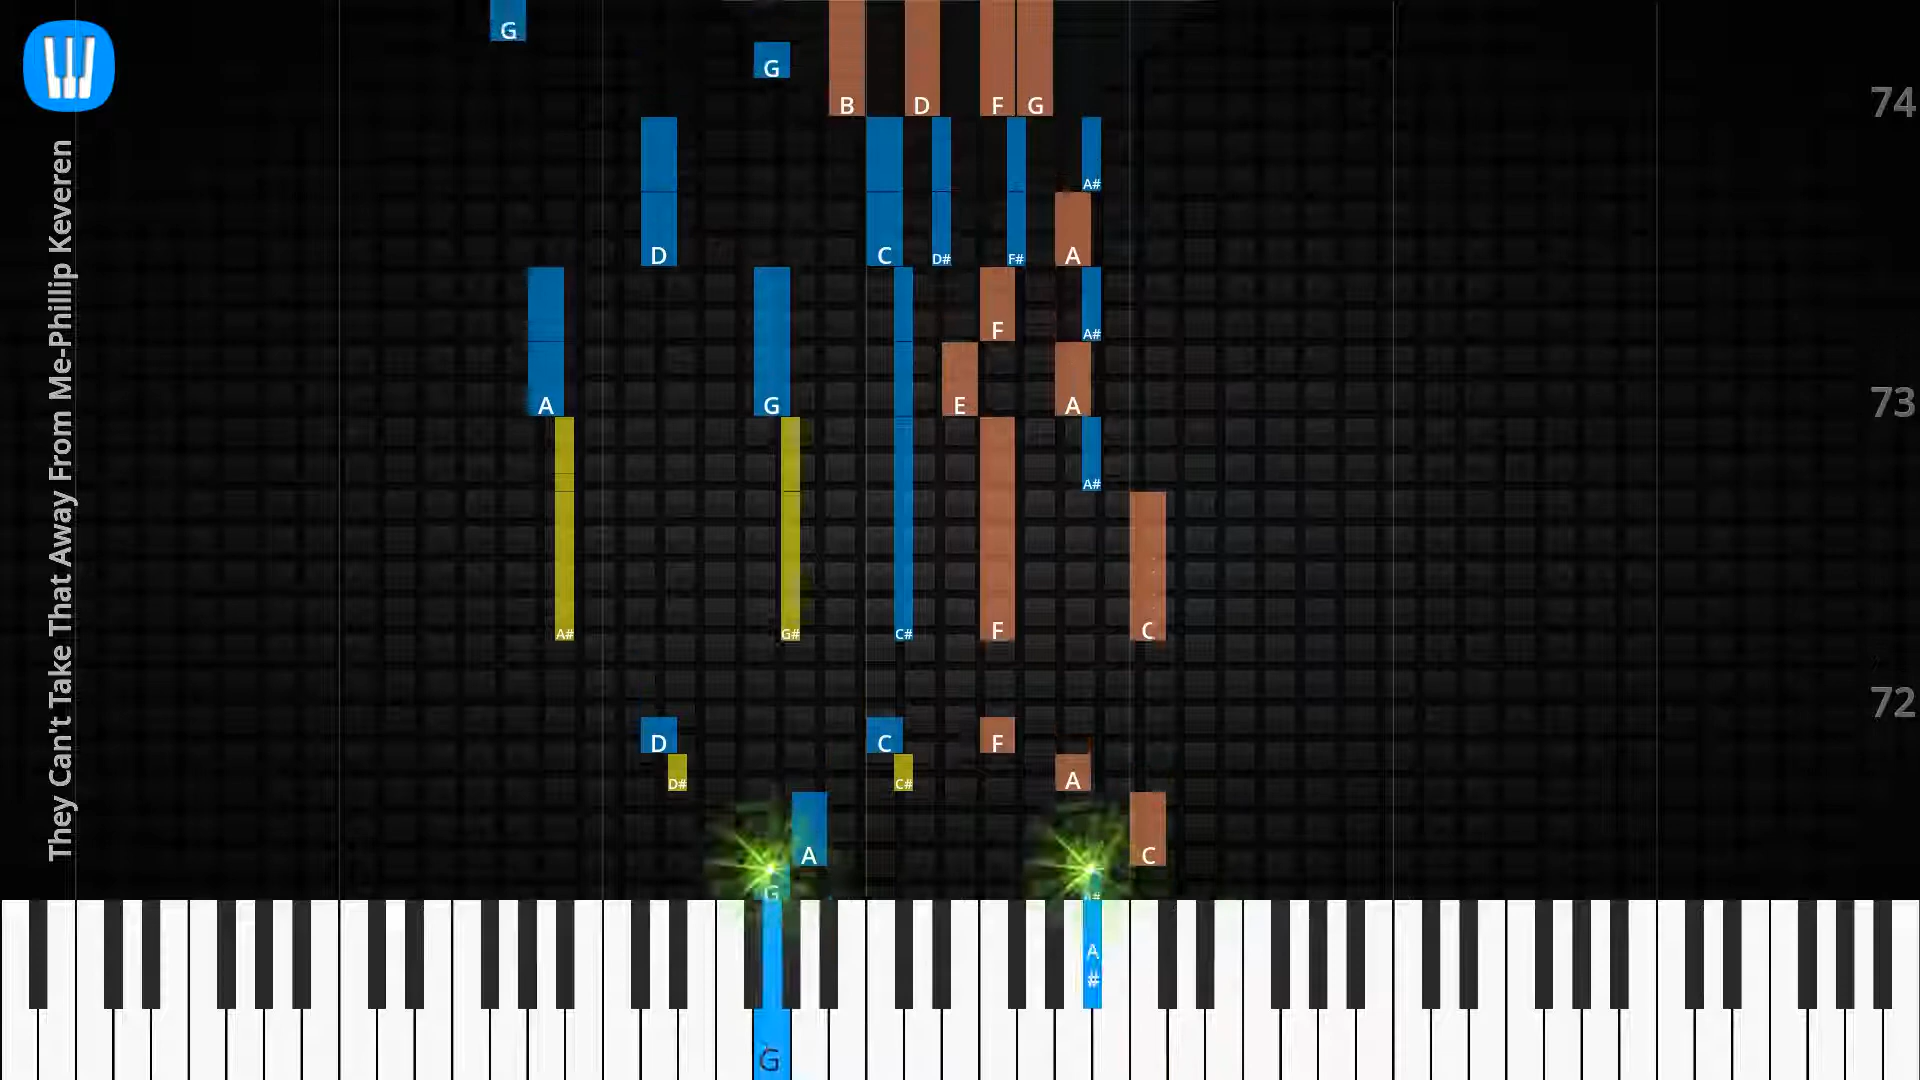 They Can't Take That Away From Me-Phillip Keveren
G
G
B D F G
74
A#
D C D# F# A
F A#
A G E A
73
A#
A# G# C# F C
72
D C F
D# C# A
A C
G A#
A
#
G